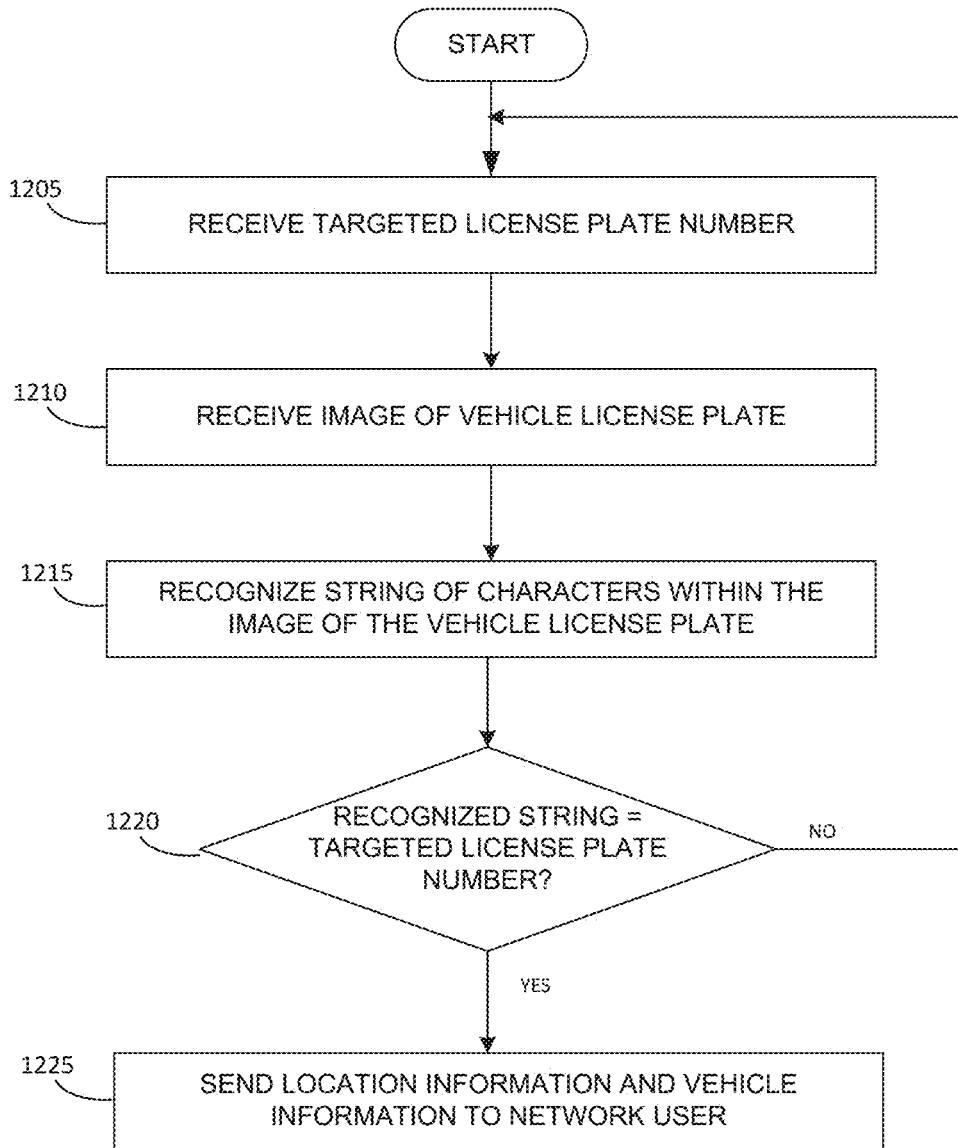 START
1205
RECEIVE TARGETED LICENSE PLATE NUMBER
1210
RECEIVE IMAGE OF VEHICLE LICENSE PLATE
1215
RECOGNIZE STRING OF CHARACTERS WITHIN THE
IMAGE OF THE VEHICLE LICENSE PLATE
1220
RECOGNIZED STRING =
TARGETED LICENSE PLATE
NUMBER?
NO
YES
1225
SEND LOCATION INFORMATION AND VEHICLE
INFORMATION TO NETWORK USER